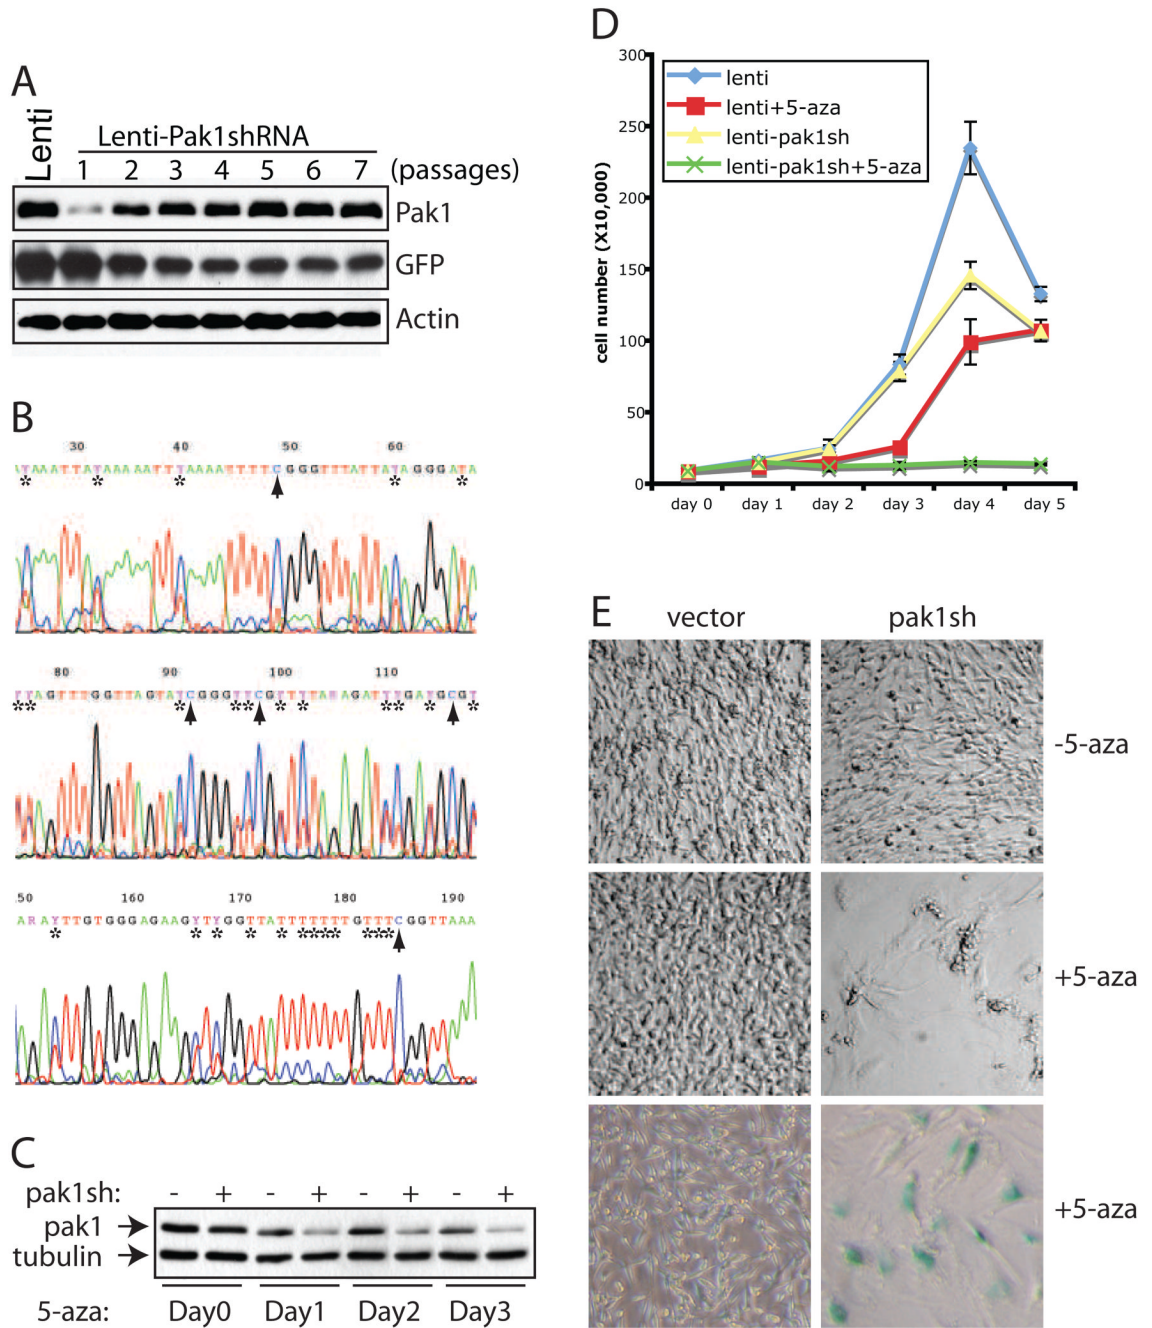 A
Lenti
Lenti-Pak1shRNA
1 2 3 4 5 6 7 (passages)
Pak1
GFP
Actin
B
30 40 50 60
80 90 100 110
50 160 170 180 190
ARAYTTGTGGGAGAAGYTYGGTTATTTTTTTTGTTTCGGTTAAA
C
pak1sh: - + - + - + - +
pak1
tubulin
5-aza: Day0 Day1 Day2 Day3
D
300
250
200
150
100
50
0
cell number (X10,000)
lenti
lenti+5-aza
lenti-pak1sh
lenti-pak1sh+5-aza
day 0 day 1 day 2 day 3 day 4 day 5
E
vector pak1sh
-5-aza
+5-aza
+5-aza